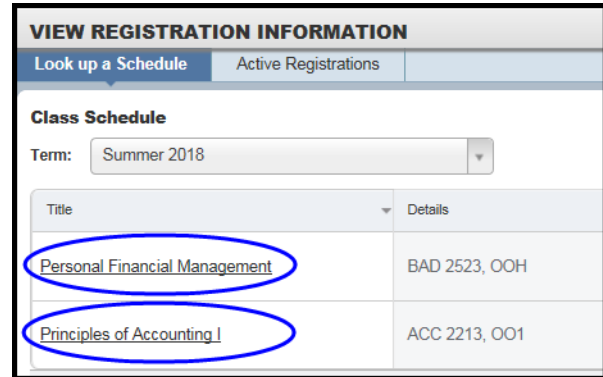 VIEW REGISTRATION INFORMATION
Look up a Schedule Active Registrations
Class Schedule
Term: Summer 2018
Title Details
Personal Financial Management BAD 2523, OOH
Principles of Accounting I ACC 2213, OO1